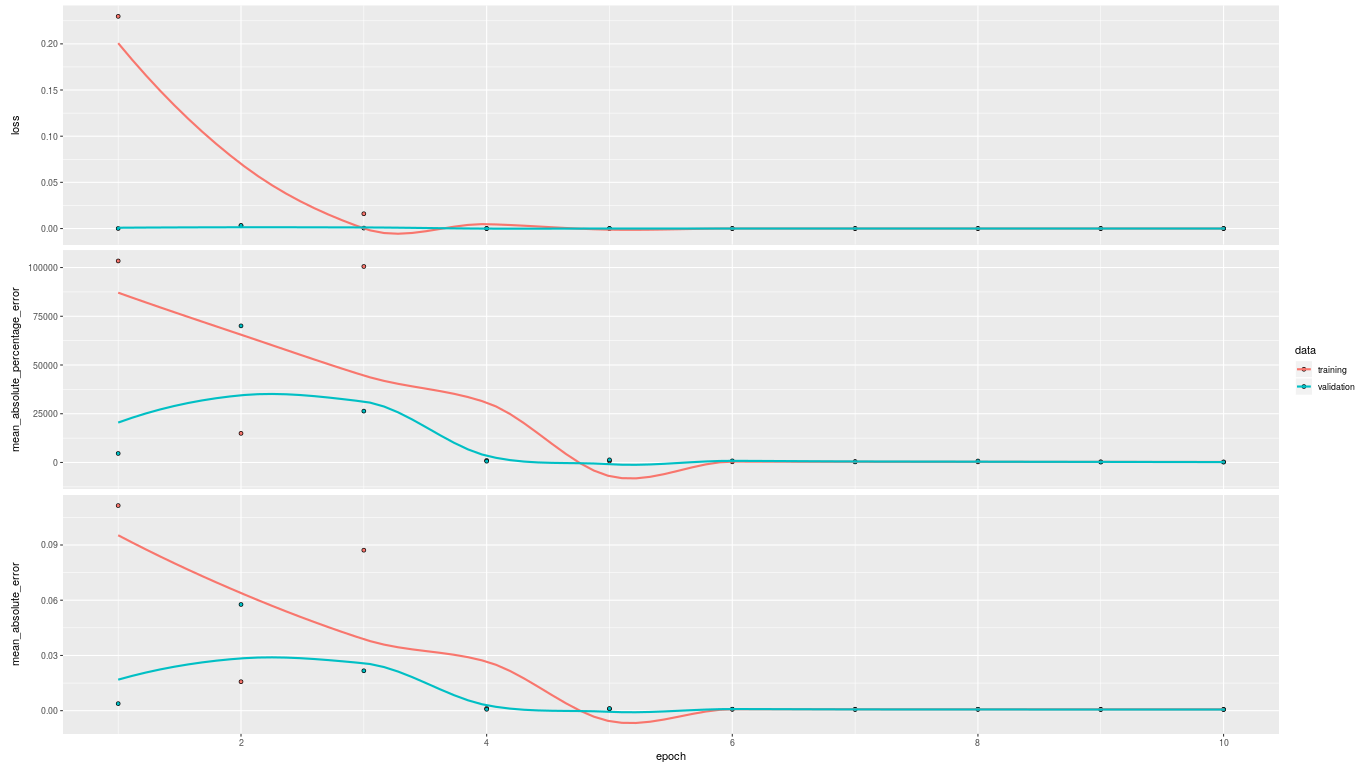 loss
0.20
0.15
0.10
0.05
0.00
mean_absolute_percentage_error
100000
75000
50000
25000
0
mean_absolute_error
0.09
0.06
0.03
0.00
2 4 6 8 10
epoch
data
training
validation